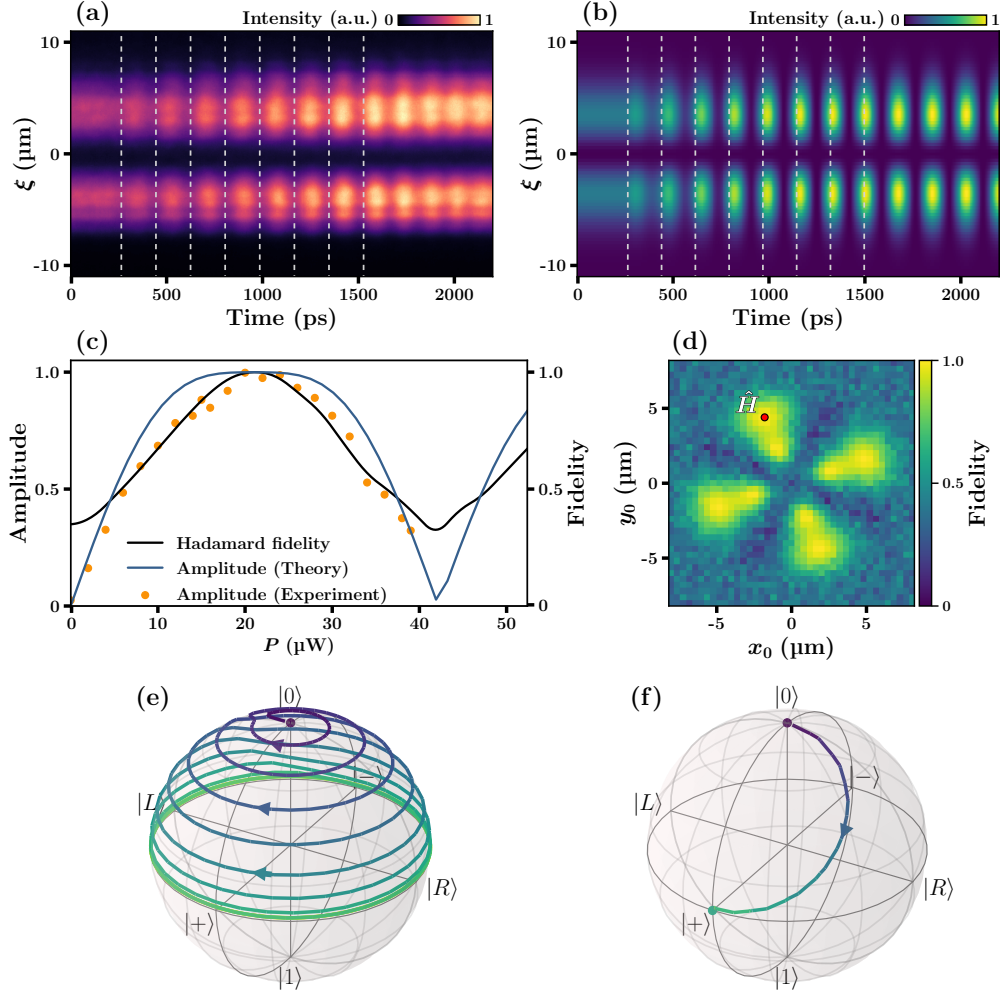 (a)
Intensity (a.u.) 0 1
10
0
-10
ξ (µm)
0 500 1000 1500 2000
Time (ps)
(b)
Intensity (a.u.) 0 1
10
0
-10
ξ (µm)
0 500 1000 1500 2000
Time (ps)
(c)
1.0
0.5
0
Amplitude
1.0
0.5
0
Fidelity
Hadamard fidelity
Amplitude (Theory)
Amplitude (Experiment)
0 10 20 30 40 50
P (µW)
(d)
Ĥ
5
0
-5
y₀ (µm)
-5 0 5
x₀ (µm)
1.0
0.5
0
Fidelity
(e)
|0⟩
|−⟩
|L⟩
|R⟩
|+⟩
|1⟩
(f)
|0⟩
|−⟩
|L⟩
|R⟩
|+⟩
|1⟩